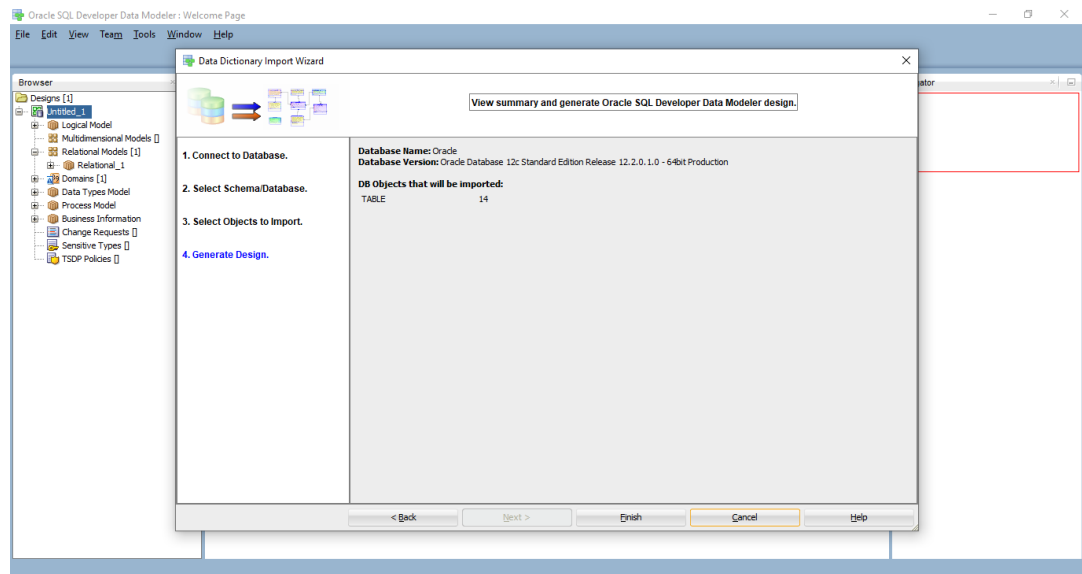 Oracle SQL Developer Data Modeler : Welcome Page
File Edit View Team Tools Window Help
Data Dictionary Import Wizard
Browser
Designs [1]
Untitled_1
Logical Model
Multidimensional Models []
Relational Models [1]
Relational_1
Domains [1]
Data Types Model
Process Model
Business Information
Change Requests []
Sensitive Types []
TSDP Policies []
View summary and generate Oracle SQL Developer Data Modeler design.
1. Connect to Database.
2. Select Schema/Database.
3. Select Objects to Import.
4. Generate Design.
Database Name: Oracle
Database Version: Oracle Database 12c Standard Edition Release 12.2.0.1.0 - 64bit Production
DB Objects that will be imported:
TABLE 14
< Back Next > Finish Cancel Help
ator